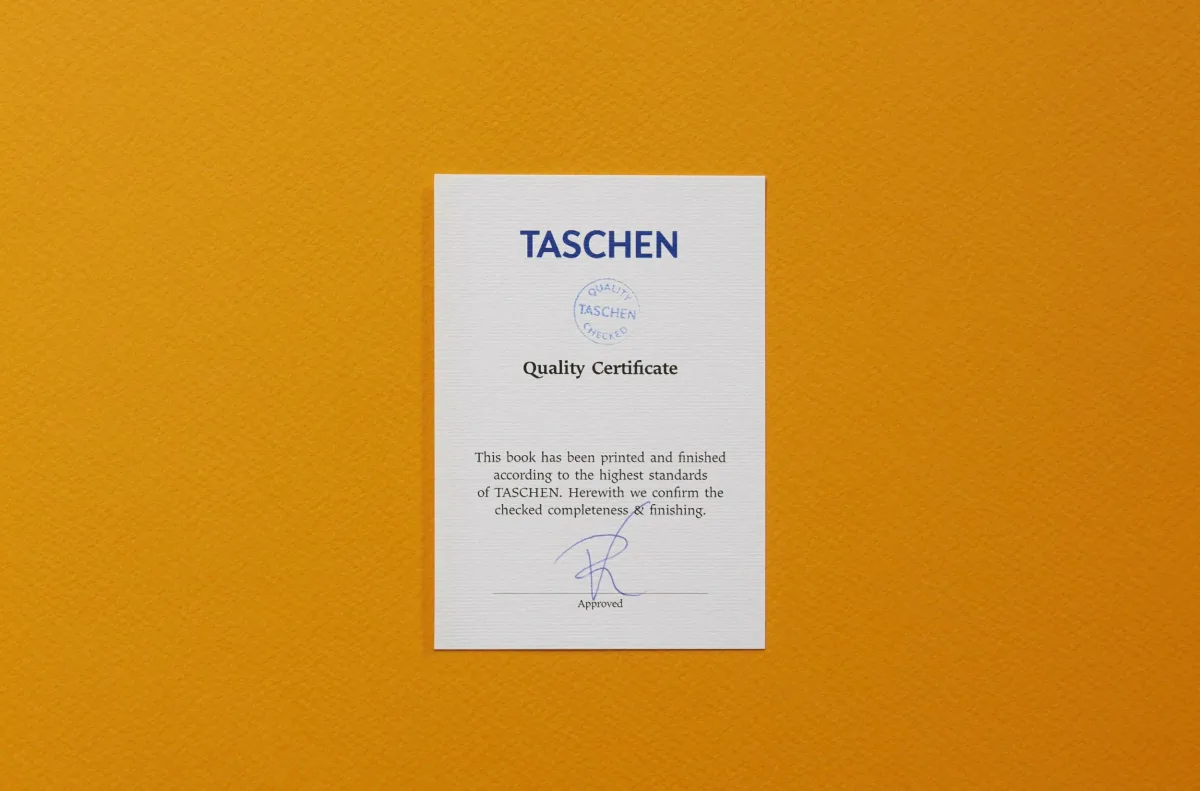 TASCHEN
QUALITY
TASCHEN
CHECKED
Quality Certificate
This book has been printed and finished
according to the highest standards
of TASCHEN. Herewith we confirm the
checked completeness & finishing.
Approved